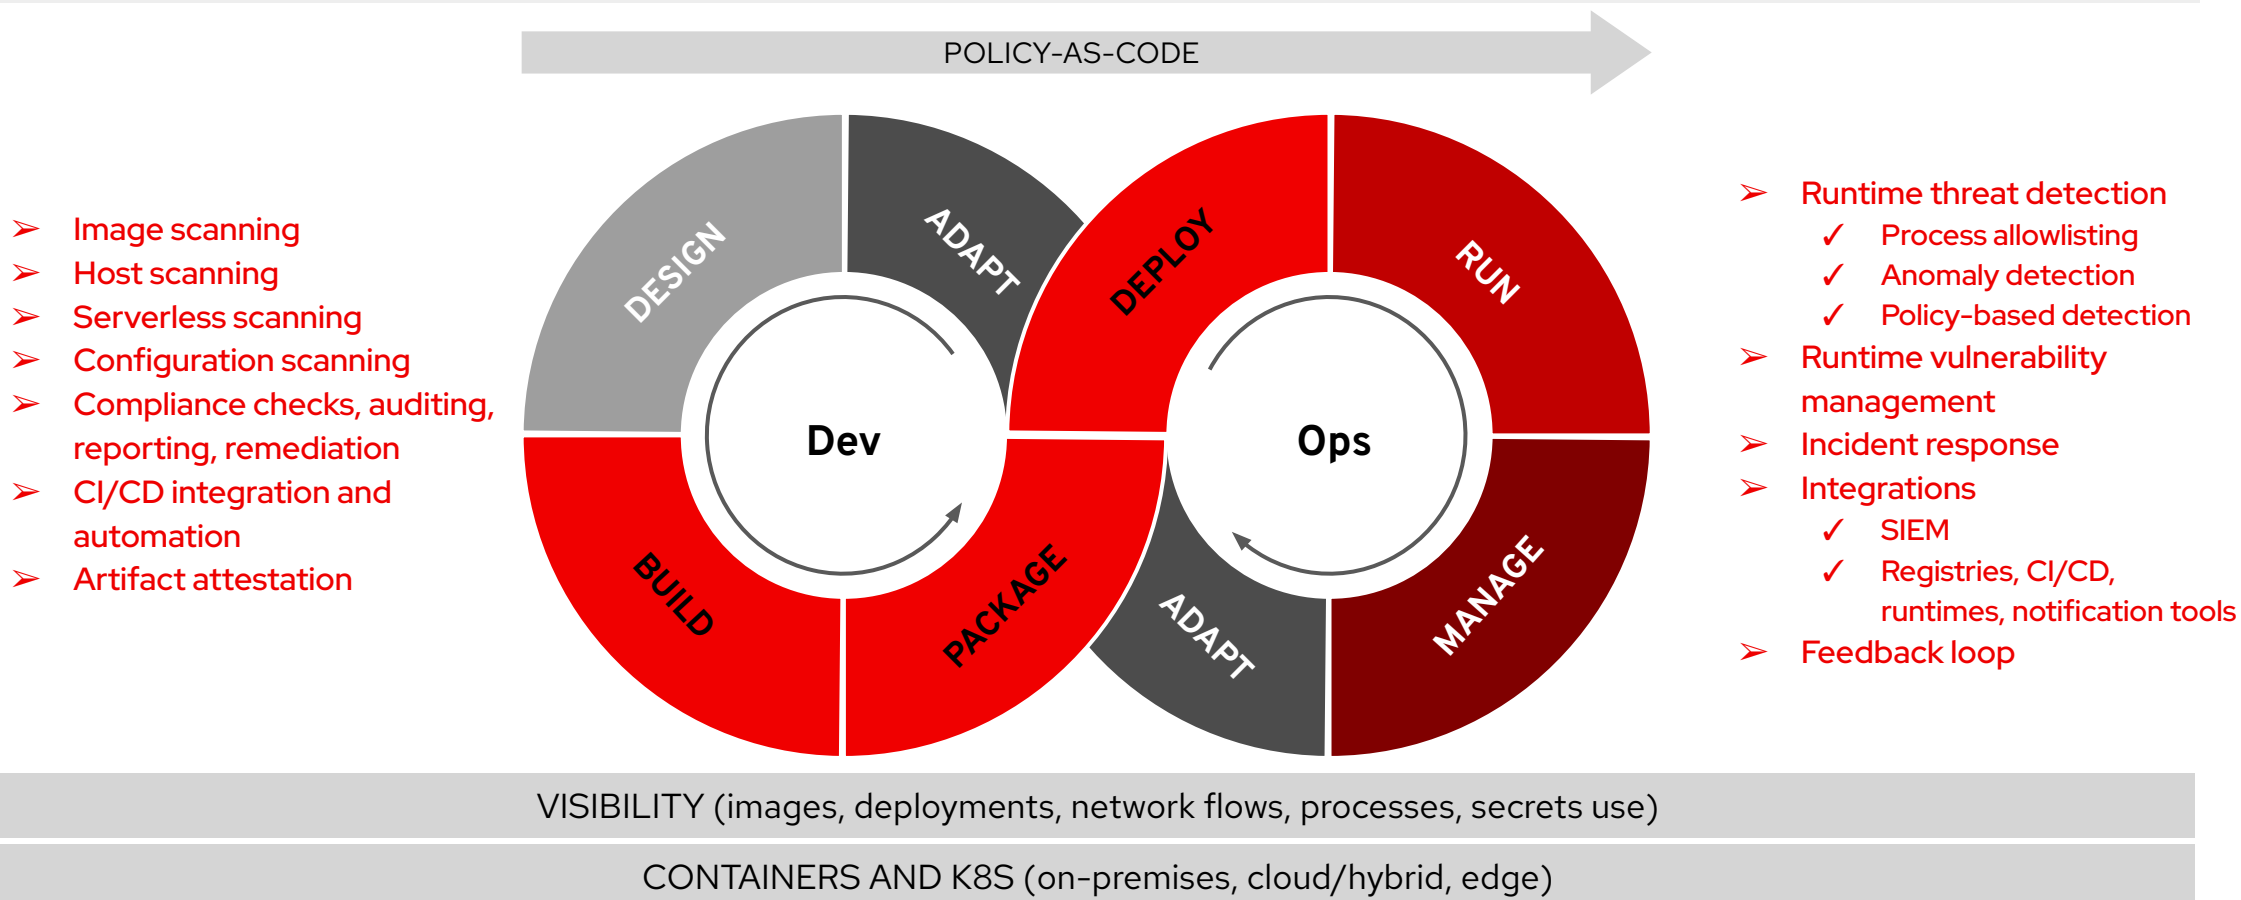 POLICY-AS-CODE
➢ Image scanning
➢ Host scanning
➢ Serverless scanning
➢ Configuration scanning
➢ Compliance checks, auditing,
reporting, remediation
➢ CI/CD integration and
automation
➢ Artifact attestation
DESIGN
ADAPT
BUILD
PACKAGE
Dev
DEPLOY
RUN
ADAPT
MANAGE
Ops
➢ Runtime threat detection
✓ Process allowlisting
✓ Anomaly detection
✓ Policy-based detection
➢ Runtime vulnerability
management
➢ Incident response
➢ Integrations
✓ SIEM
✓ Registries, CI/CD,
runtimes, notification tools
➢ Feedback loop
VISIBILITY (images, deployments, network flows, processes, secrets use)
CONTAINERS AND K8S (on-premises, cloud/hybrid, edge)